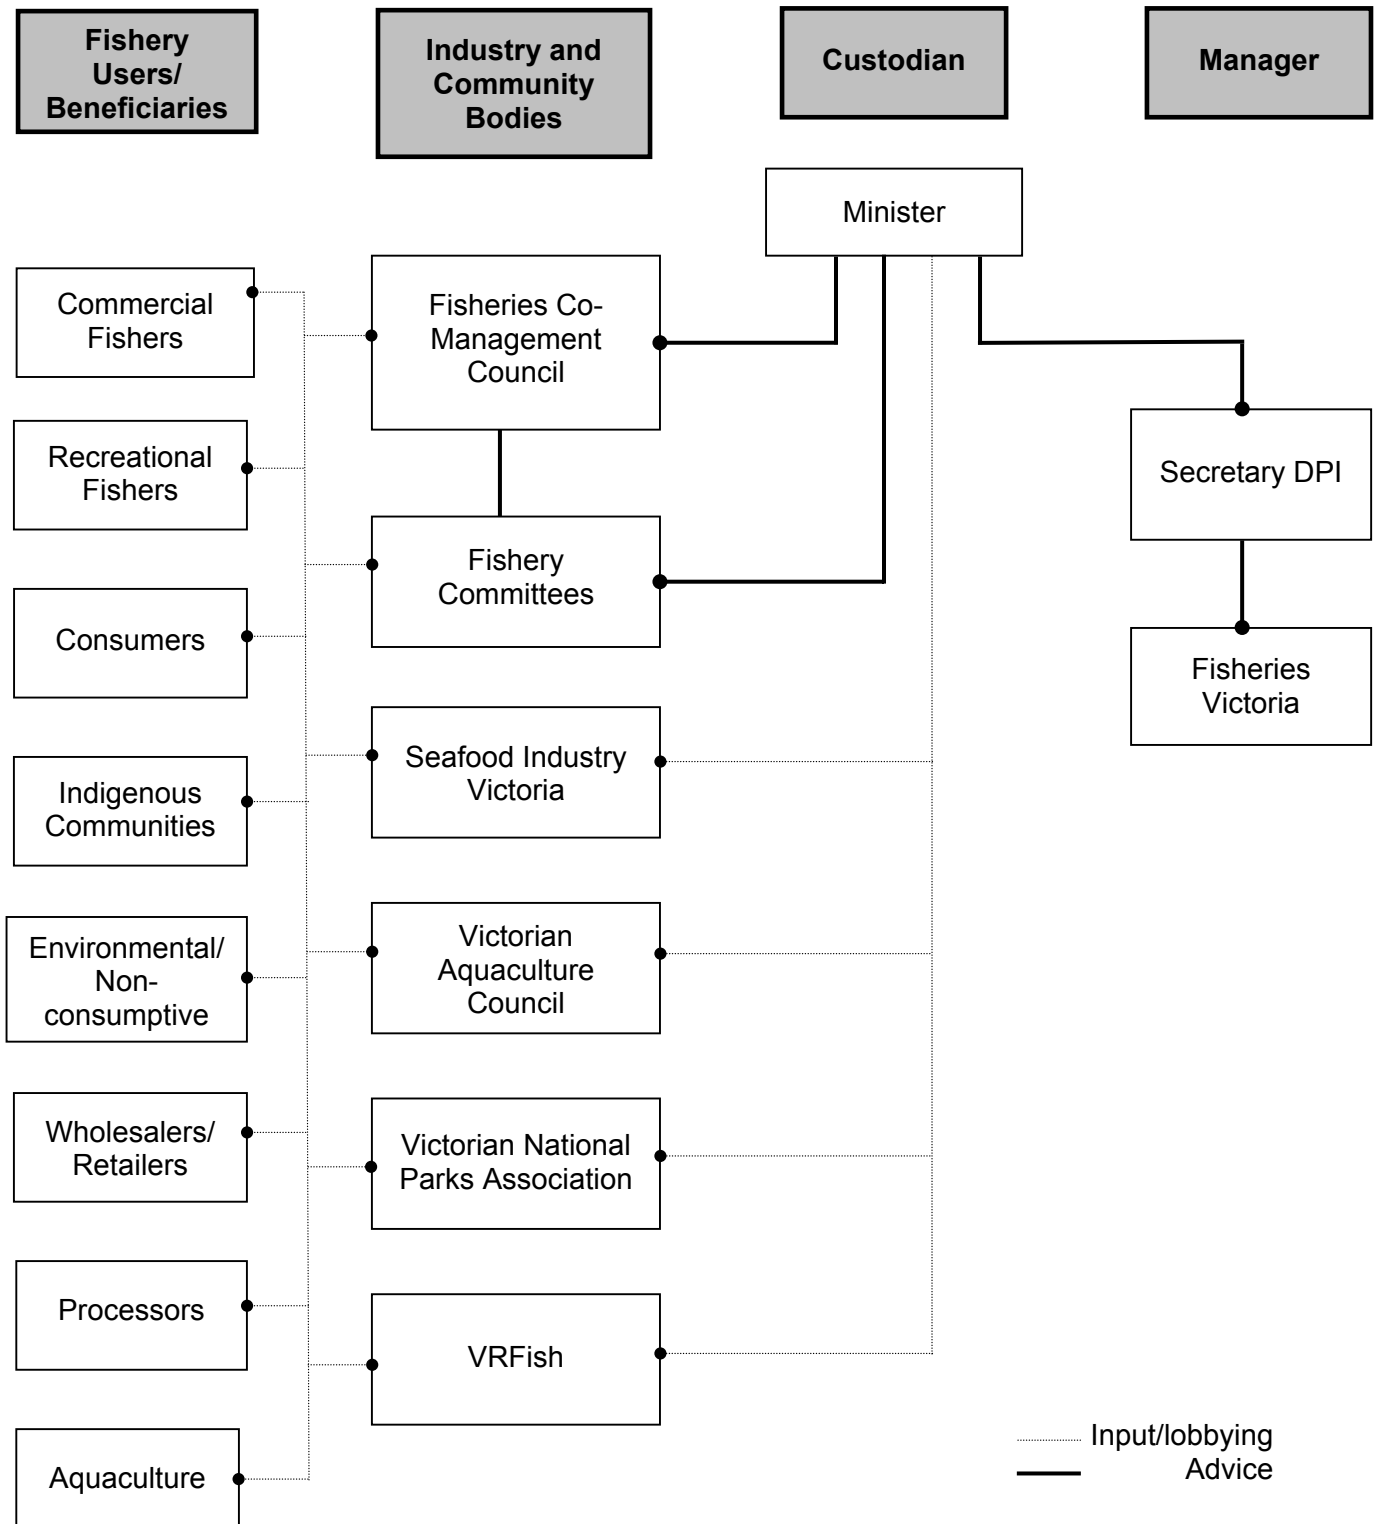 Fishery
Users/
Beneficiaries
Industry and
Community
Bodies
Custodian
Manager
Minister
Commercial
Fishers
Recreational
Fishers
Consumers
Indigenous
Communities
Environmental/
Non-
consumptive
Wholesalers/
Retailers
Processors
Aquaculture
Fisheries Co-
Management
Council
Fishery
Committees
Seafood Industry
Victoria
Victorian
Aquaculture
Council
Victorian National
Parks Association
VRFish
Secretary DPI
Fisheries
Victoria
Input/lobbying
Advice